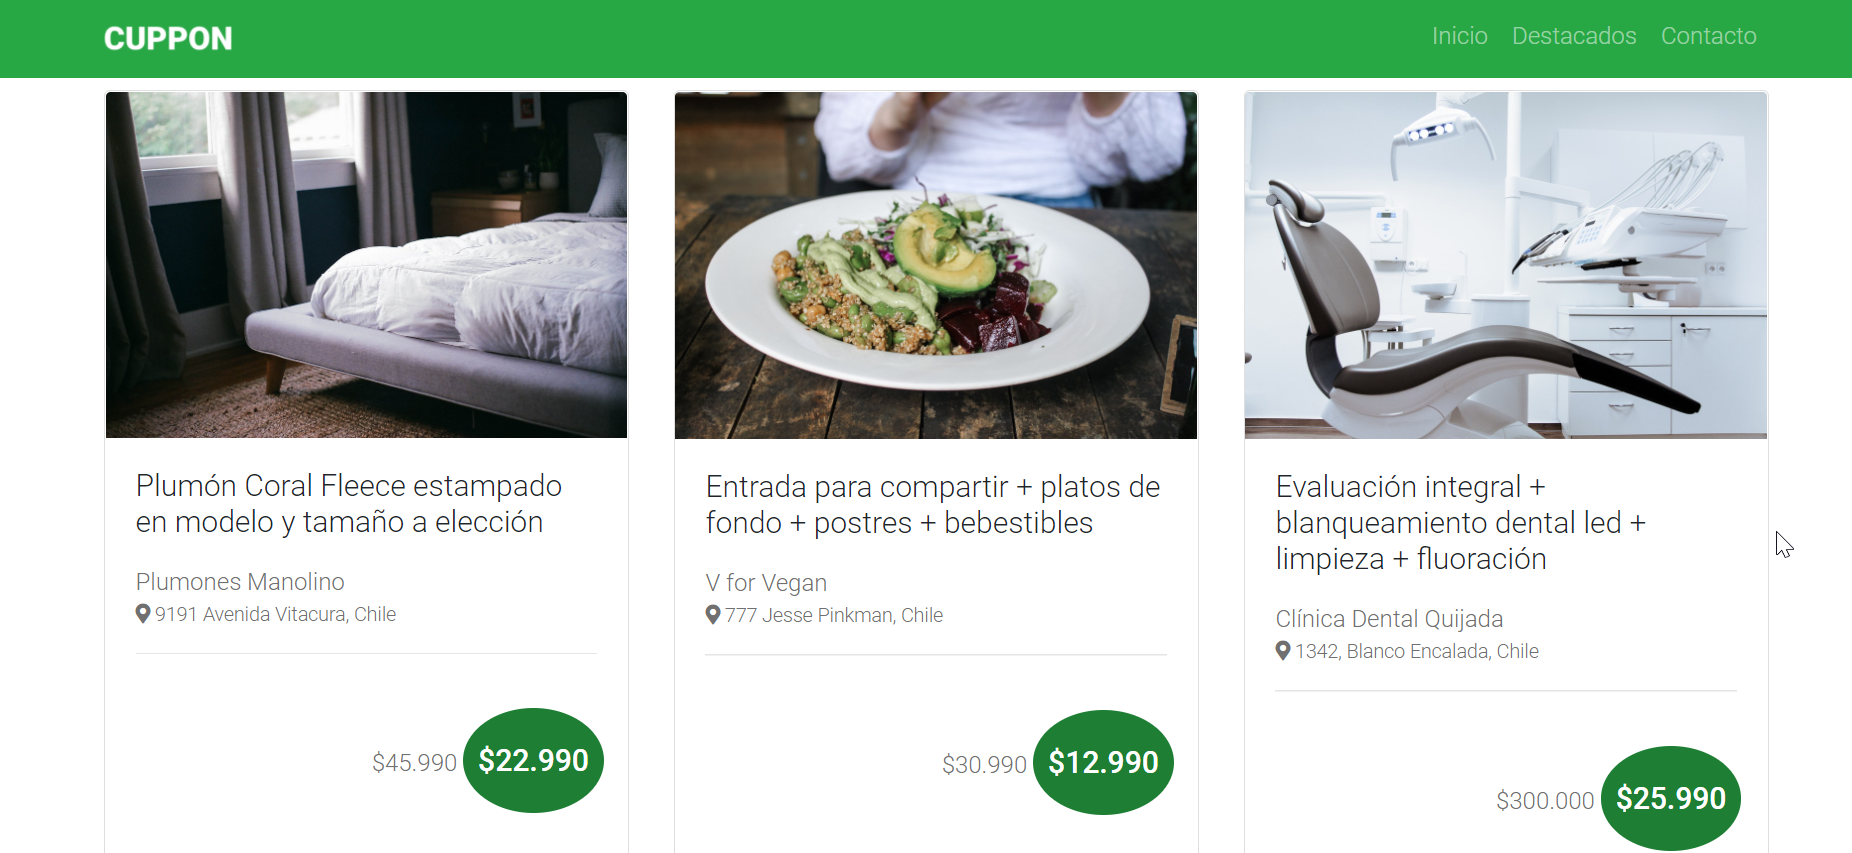 CUPPON
Inicio Destacados Contacto
Plumón Coral Fleece estampado
en modelo y tamaño a elección
Plumones Manolino
9191 Avenida Vitacura, Chile
$45.990 $22.990
Entrada para compartir + platos de
fondo + postres + bebestibles
V for Vegan
777 Jesse Pinkman, Chile
$30.990 $12.990
Evaluación integral +
blanqueamiento dental led +
limpieza + fluoración
Clínica Dental Quijada
1342, Blanco Encalada, Chile
$300.000 $25.990